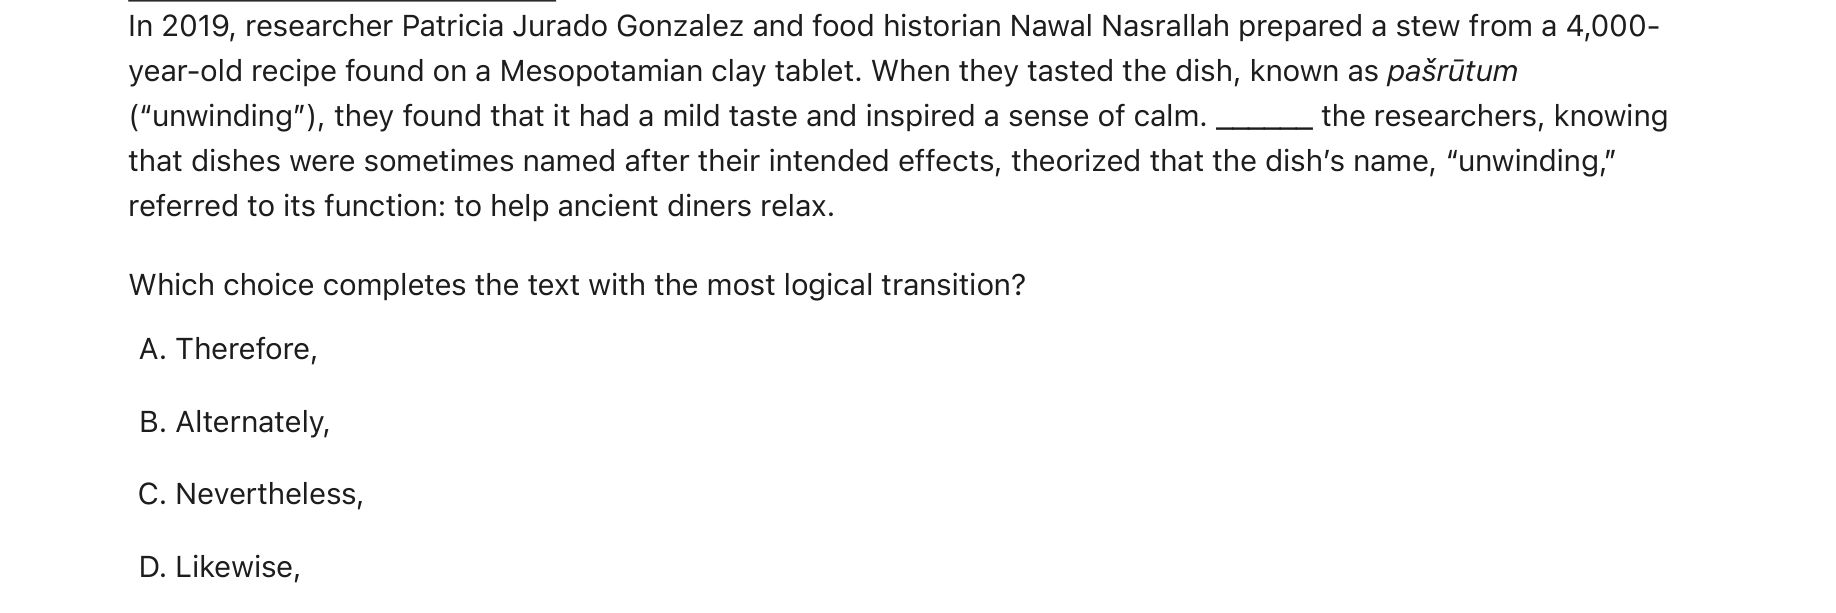 In 2019, researcher Patricia Jurado Gonzalez and food historian Nawal Nasrallah prepared a stew from a 4,000-
year-old recipe found on a Mesopotamian clay tablet. When they tasted the dish, known as pašrūtum
(“unwinding”), they found that it had a mild taste and inspired a sense of calm. ______ the researchers, knowing
that dishes were sometimes named after their intended effects, theorized that the dish’s name, “unwinding,”
referred to its function: to help ancient diners relax.
Which choice completes the text with the most logical transition?
A. Therefore,
B. Alternately,
C. Nevertheless,
D. Likewise,